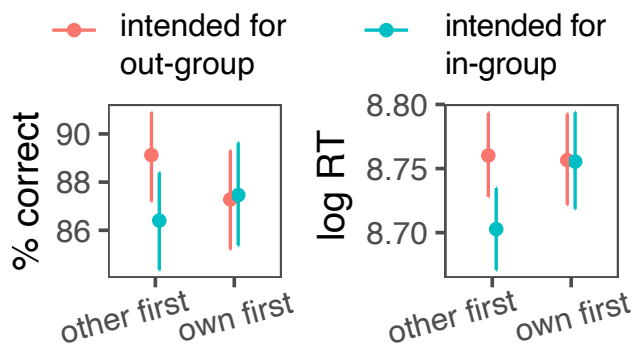 intended for
out-group
intended for
in-group
% correct
90
88
86
other first
own first
log RT
8.80
8.75
8.70
other first
own first